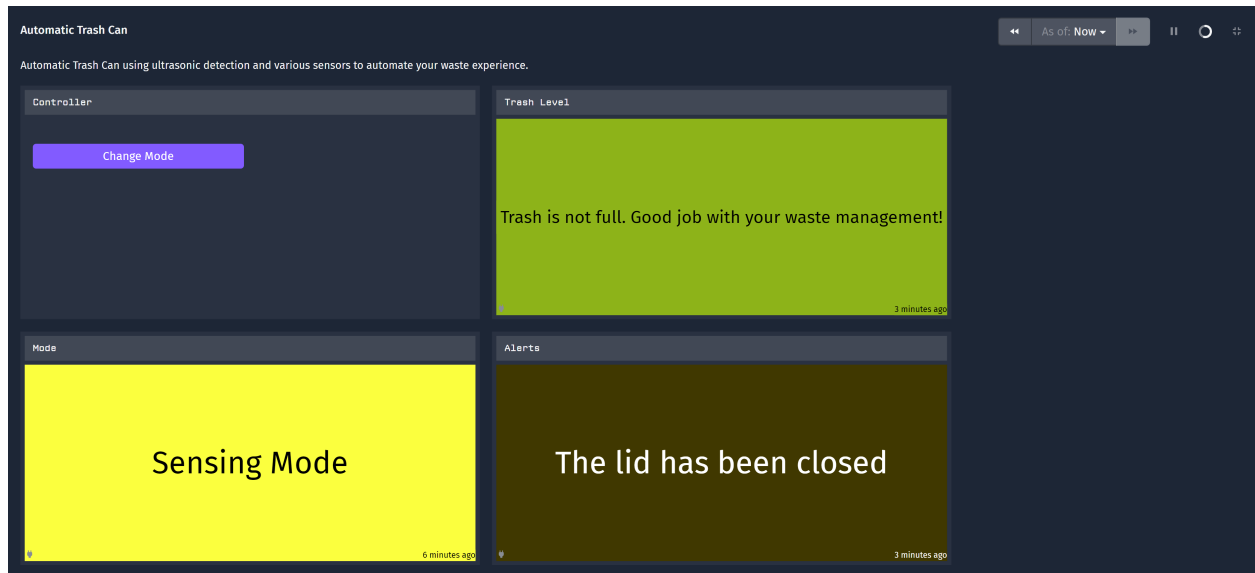 Automatic Trash Can
As of: Now
Automatic Trash Can using ultrasonic detection and various sensors to automate your waste experience.
Controller
Change Mode
Trash Level
Trash is not full. Good job with your waste management!
3 minutes ago
Mode
Sensing Mode
6 minutes ago
Alerts
The lid has been closed
3 minutes ago